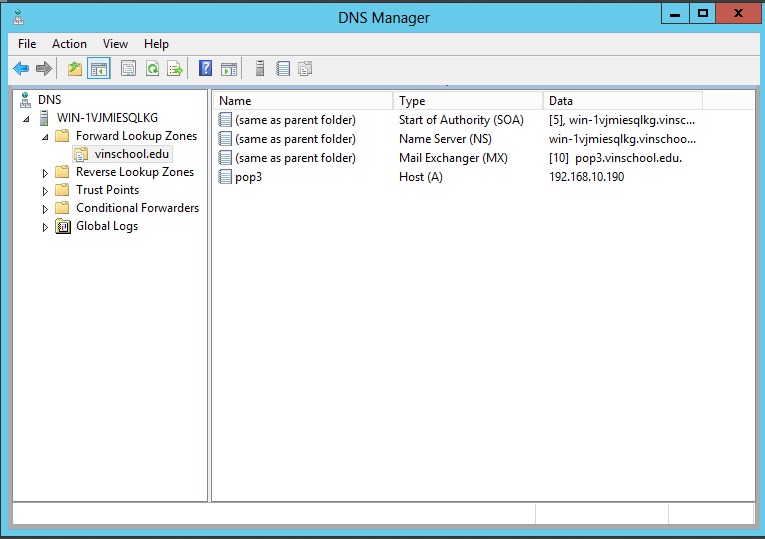 DNS Manager
File Action View Help
DNS
WIN-1VJMIESQLKG
Forward Lookup Zones
vinschool.edu
Reverse Lookup Zones
Trust Points
Conditional Forwarders
Global Logs
Name Type Data
(same as parent folder) Start of Authority (SOA) [5], win-1vjmiesqlkg.vinsc...
(same as parent folder) Name Server (NS) win-1vjmiesqlkg.vinschoo...
(same as parent folder) Mail Exchanger (MX) [10] pop3.vinschool.edu.
pop3 Host (A) 192.168.10.190